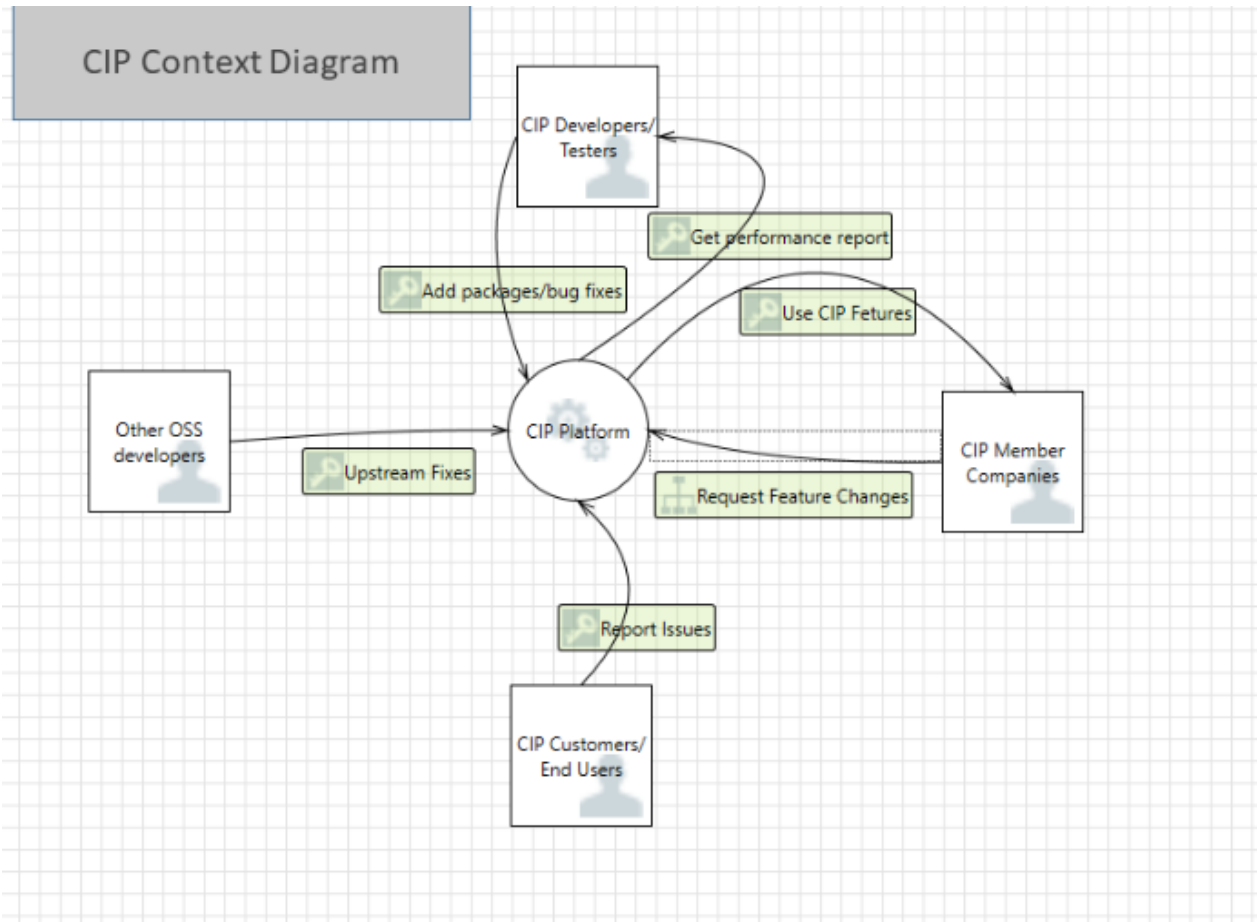 CIP Context Diagram
CIP Developers/
Testers
Get performance report
Add packages/bug fixes
Use CIP Fetures
Other OSS
developers
CIP Platform
CIP Member
Companies
Upstream Fixes
Request Feature Changes
Report Issues
CIP Customers/
End Users